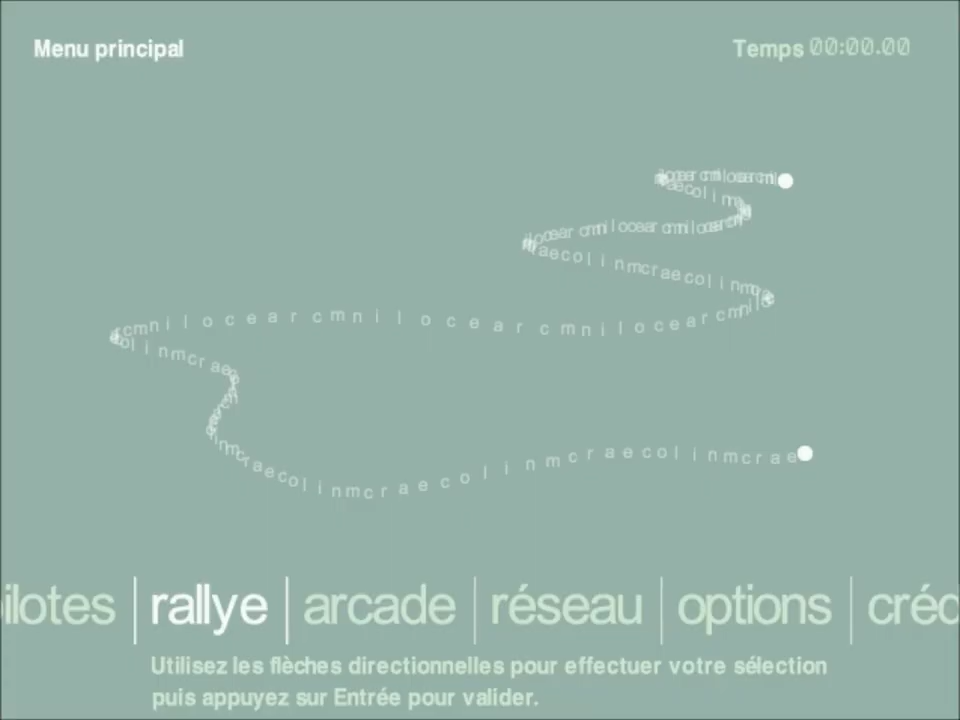 Menu principal
Temps 00:00.00
ilotes | rallye | arcade | réseau | options | créd
Utilisez les flèches directionnelles pour effectuer votre sélection
puis appuyez sur Entrée pour valider.